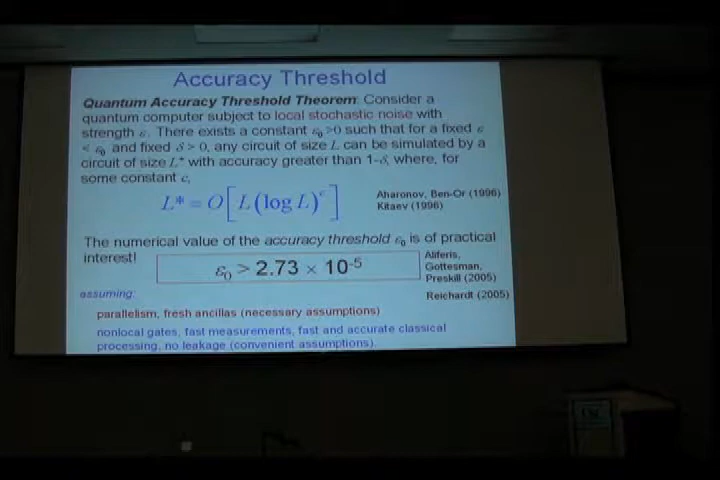 Accuracy Threshold
Quantum Accuracy Threshold Theorem: Consider a
quantum computer subject to local stochastic noise with
strength ε. There exists a constant ε₀ >0 such that for a fixed ε
< ε₀ and fixed δ > 0, any circuit of size L can be simulated by a
circuit of size L* with accuracy greater than 1-δ, where, for
some constant c,
L* = O[L(log L)^c]
Aharonov, Ben-Or (1996)
Kitaev (1996)
The numerical value of the accuracy threshold ε₀ is of practical
interest!
ε₀ > 2.73 × 10⁻⁵
Aliferis,
Gottesman,
Preskill (2005)
Reichardt (2005)
assuming:
parallelism, fresh ancillas (necessary assumptions)
nonlocal gates, fast measurements, fast and accurate classical
processing, no leakage (convenient assumptions).